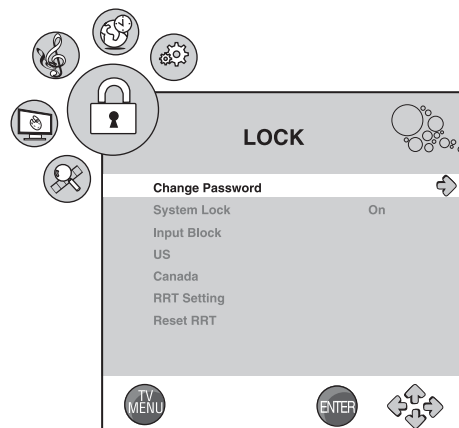 LOCK
Change Password
System Lock On
Input Block
US
Canada
RRT Setting
Reset RRT
TV
MENU
ENTER